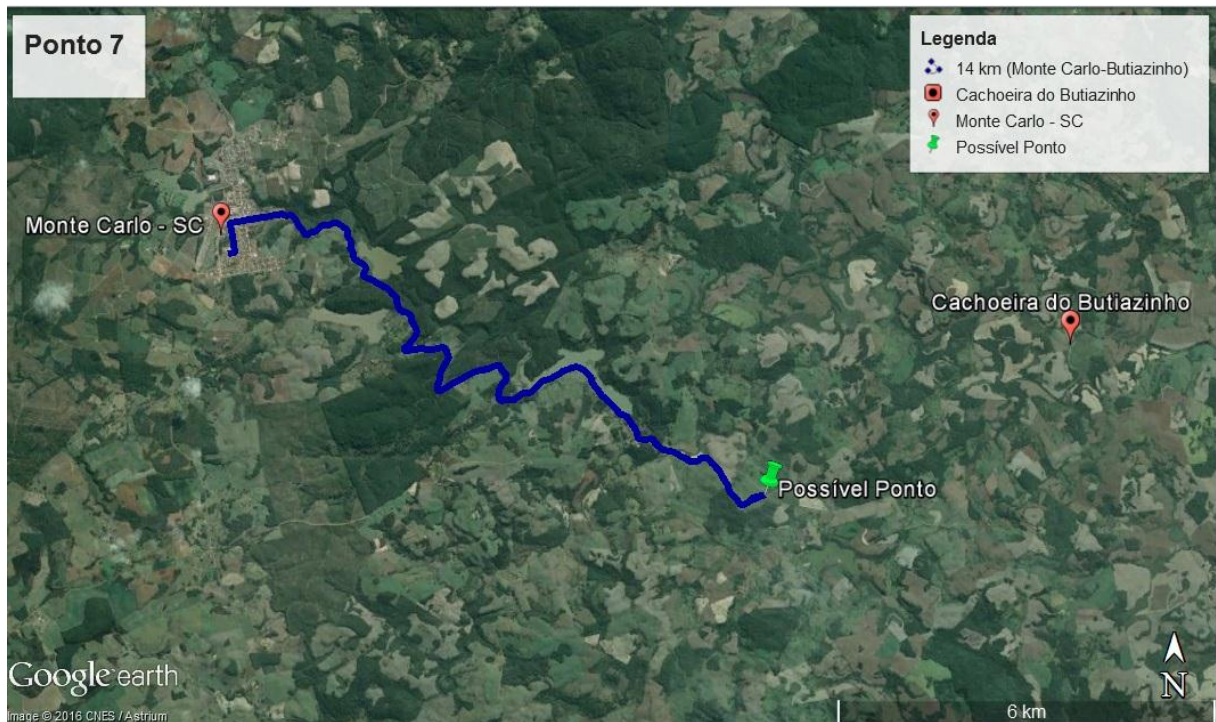 Ponto 7
Legenda
14 km (Monte Carlo-Butiazinho)
Cachoeira do Butiazinho
Monte Carlo - SC
Possível Ponto
Monte Carlo - SC
Cachoeira do Butiazinho
Possível Ponto
Google earth
N
Image © 2016 CNES / Astrium
6 km